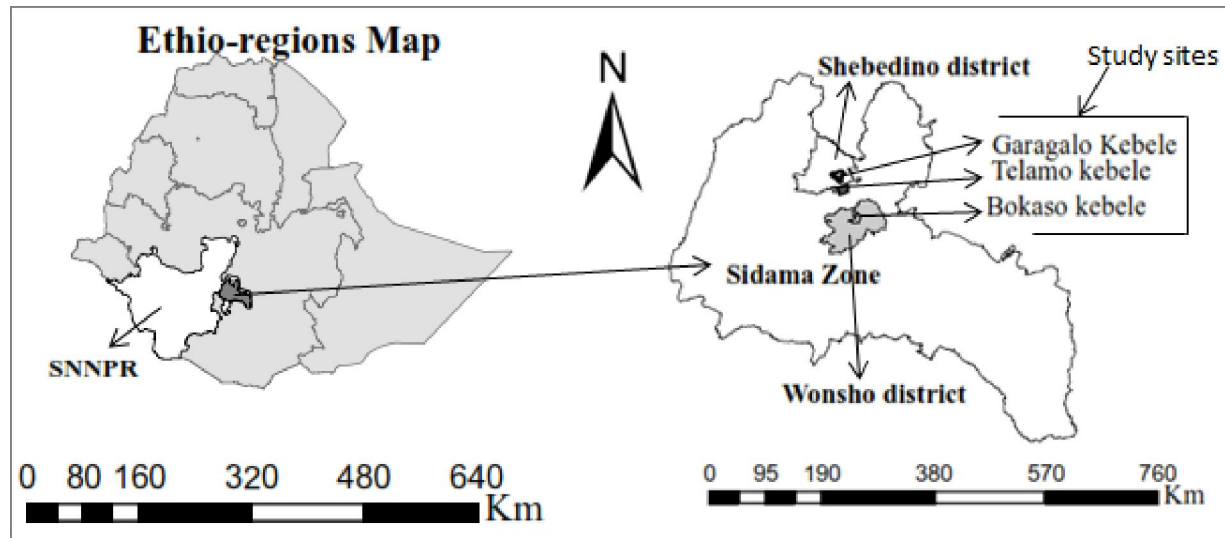 Ethio-regions Map
N
Shebedino district
Study sites
Garagalo Kebele
Telamo kebele
Bokaso kebele
Sidama Zone
SNNPR
Wonsho district
0 80 160 320 480 640
Km
0 95 190 380 570 760
Km